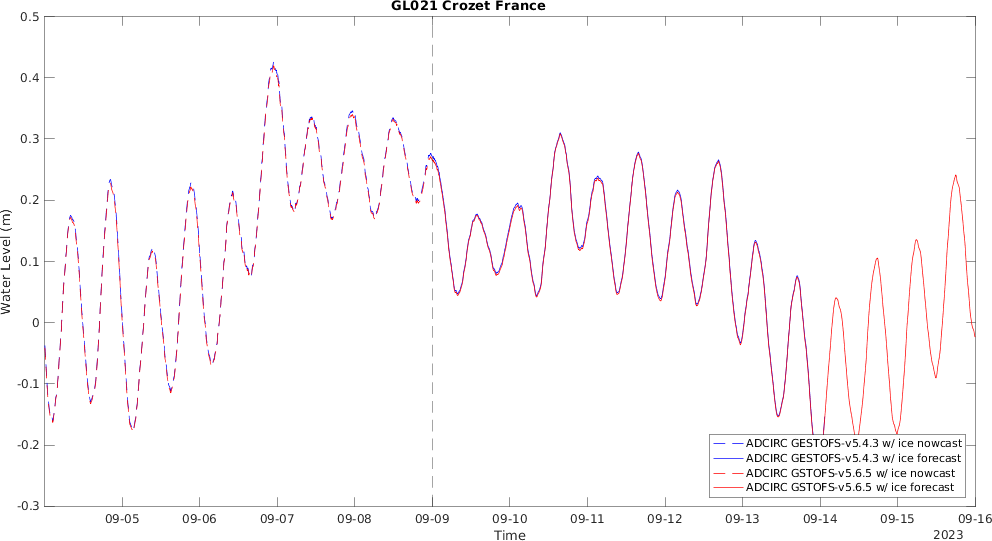 GL021 Crozet France
0.5
0.4
0.3
0.2
0.1
0
-0.1
-0.2
-0.3
Water Level (m)
ADCIRC GESTOFS-v5.4.3 w/ ice nowcast
ADCIRC GESTOFS-v5.4.3 w/ ice forecast
ADCIRC GSTOFS-v5.6.5 w/ ice nowcast
ADCIRC GSTOFS-v5.6.5 w/ ice forecast
09-05 09-06 09-07 09-08 09-09 09-10 09-11 09-12 09-13 09-14 09-15 09-16
Time
2023